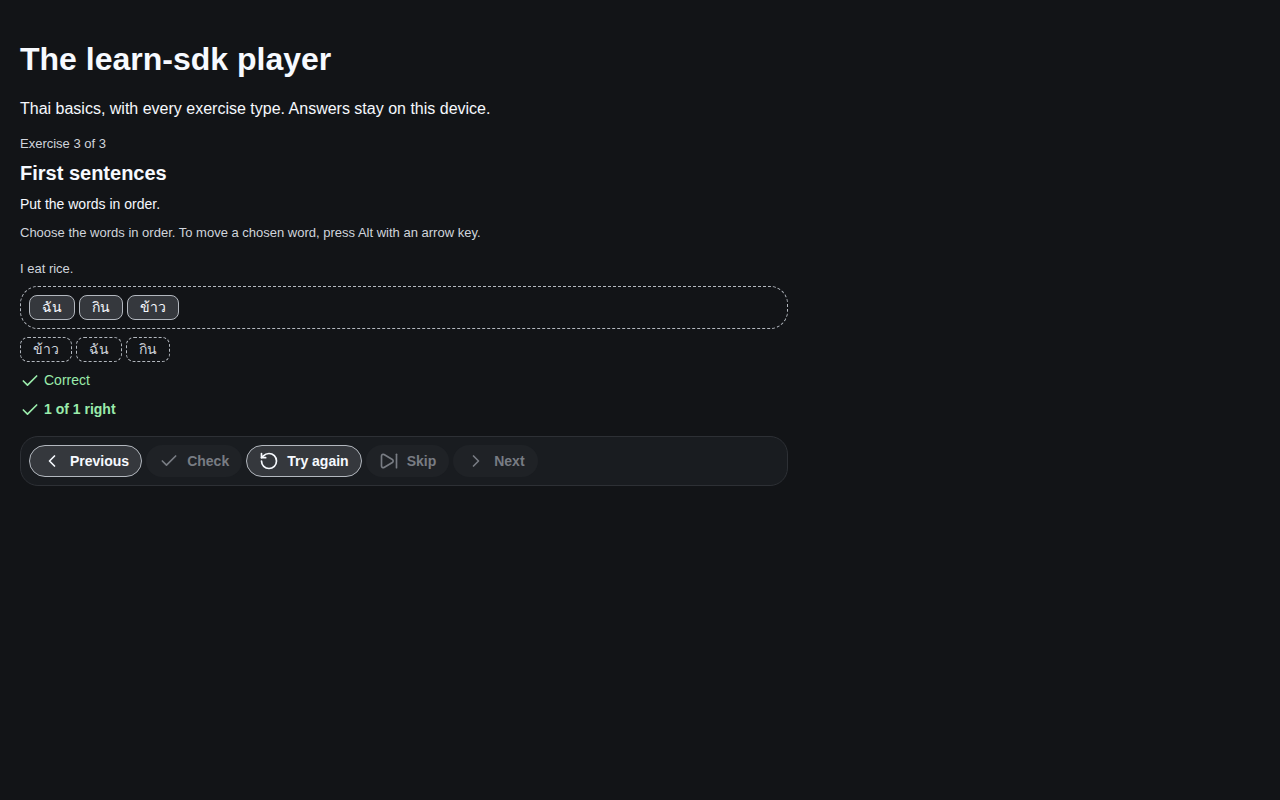 The learn-sdk player
Thai basics, with every exercise type. Answers stay on this device.
Exercise 3 of 3
First sentences
Put the words in order.
Choose the words in order. To move a chosen word, press Alt with an arrow key.
I eat rice.
ฉัน กิน ข้าว
ข้าว ฉัน กิน
Correct
1 of 1 right
Previous Check Try again Skip Next